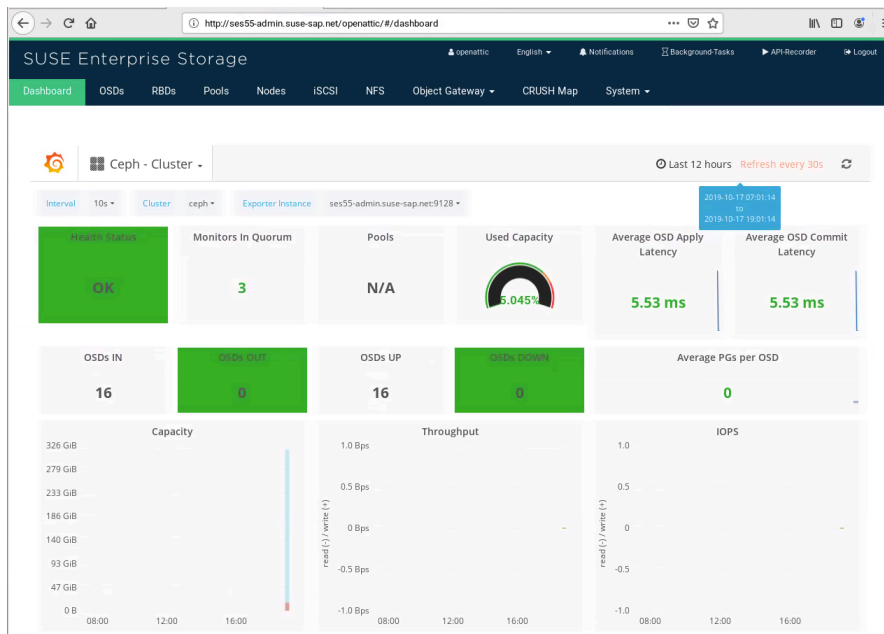 http://ses55-admin.suse-sap.net/openattic/#/dashboard
SUSE Enterprise Storage
openattic English Notifications Background-Tasks API-Recorder Logout
Dashboard OSDs RBDs Pools Nodes iSCSI NFS Object Gateway CRUSH Map System
Ceph - Cluster
Last 12 hours Refresh every 30s
2019-10-17 07:01:14
to
2019-10-17 19:01:14
Interval 10s Cluster ceph Exporter Instance ses55-admin.suse-sap.net:9128
Health Status
OK
Monitors In Quorum
3
Pools
N/A
Used Capacity
5.045%
Average OSD Apply
Latency
5.53 ms
Average OSD Commit
Latency
5.53 ms
OSDs IN
16
OSDs OUT
0
OSDs UP
16
OSDs DOWN
0
Average PGs per OSD
0
Capacity
326 GiB
279 GiB
233 GiB
186 GiB
140 GiB
93 GiB
47 GiB
0 B
08:00 12:00 16:00
Throughput
read (-) / write (+)
1.0 Bps
0.5 Bps
0 Bps
-0.5 Bps
-1.0 Bps
08:00 12:00 16:00
IOPS
read (-) / write (+)
1.0
0.5
0
-0.5
-1.0
08:00 12:00 16:00